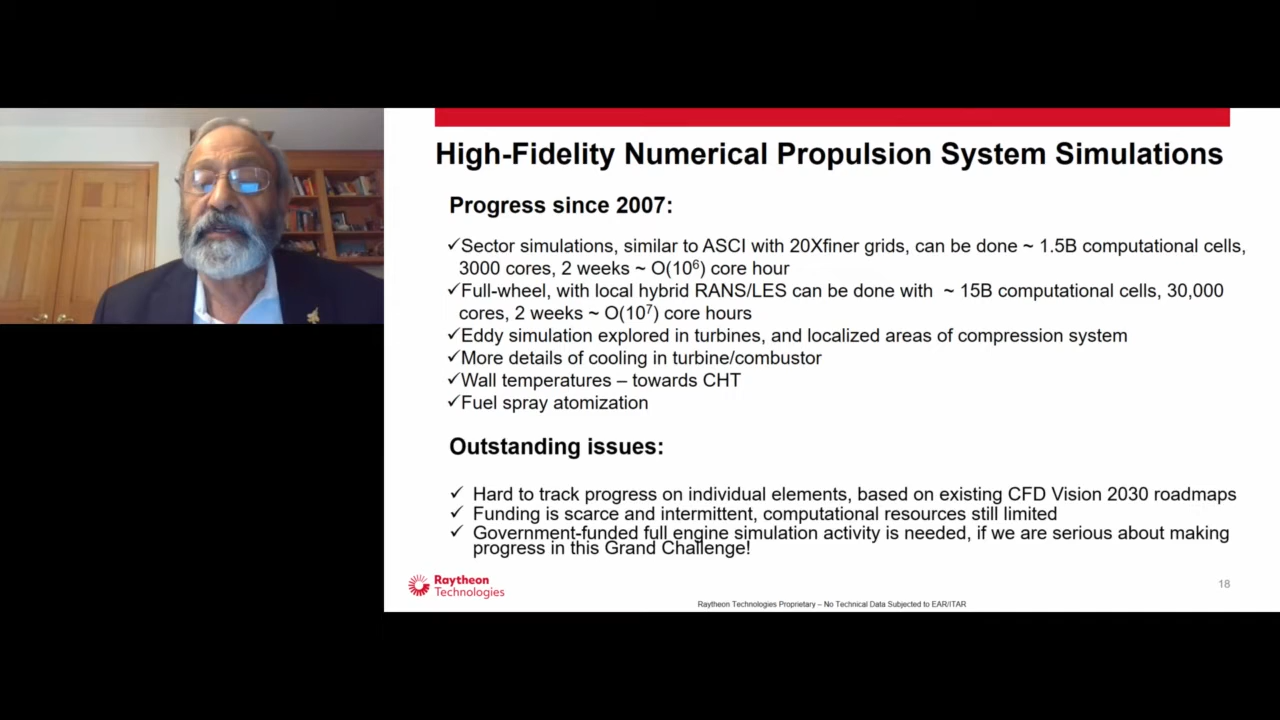 High-Fidelity Numerical Propulsion System Simulations
Progress since 2007:
✓Sector simulations, similar to ASCI with 20Xfiner grids, can be done ~ 1.5B computational cells,
3000 cores, 2 weeks ~ O(10⁶) core hour
✓Full-wheel, with local hybrid RANS/LES can be done with ~ 15B computational cells, 30,000
cores, 2 weeks ~ O(10⁷) core hours
✓Eddy simulation explored in turbines, and localized areas of compression system
✓More details of cooling in turbine/combustor
✓Wall temperatures – towards CHT
✓Fuel spray atomization
Outstanding issues:
✓ Hard to track progress on individual elements, based on existing CFD Vision 2030 roadmaps
✓ Funding is scarce and intermittent, computational resources still limited
✓ Government-funded full engine simulation activity is needed, if we are serious about making
progress in this Grand Challenge!
Raytheon
Technologies
18
Raytheon Technologies Proprietary – No Technical Data Subjected to EAR/ITAR